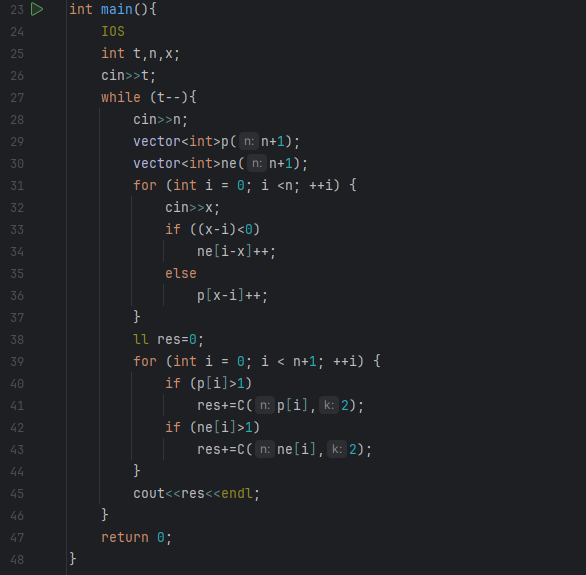 23 int main(){
24 IOS
25 int t,n,x;
26 cin>>t;
27 while (t--){
28 cin>>n;
29 vector<int>p( n: n+1);
30 vector<int>ne( n: n+1);
31 for (int i = 0; i <n; ++i) {
32 cin>>x;
33 if ((x-i)<0)
34 ne[i-x]++;
35 else
36 p[x-i]++;
37 }
38 ll res=0;
39 for (int i = 0; i < n+1; ++i) {
40 if (p[i]>1)
41 res+=C( n: p[i], k: 2);
42 if (ne[i]>1)
43 res+=C( n: ne[i], k: 2);
44 }
45 cout<<res<<endl;
46 }
47 return 0;
48 }